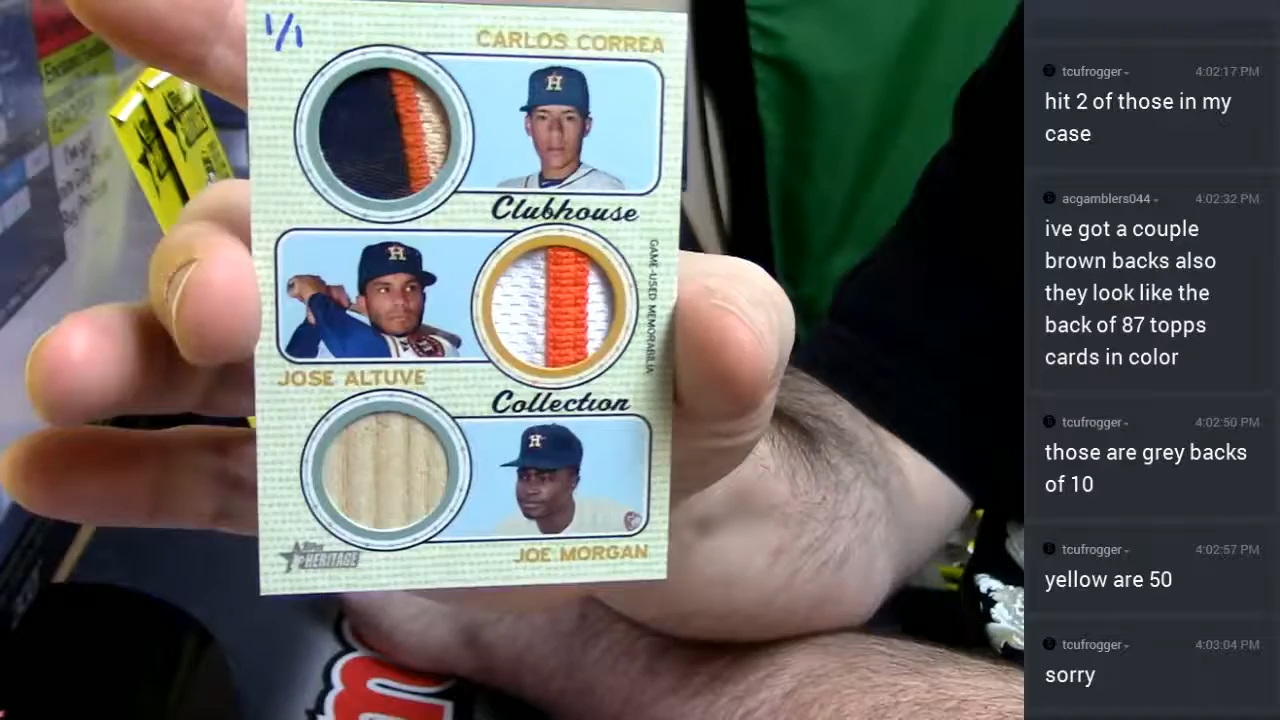 1/1
CARLOS CORREA
Clubhouse
GAME-USED MEMORABILIA
JOSE ALTUVE
Collection
Topps
HERITAGE
JOE MORGAN
tcufrogger
4:02:17 PM
hit 2 of those in my
case
acgamblers044
4:02:32 PM
ive got a couple
brown backs also
they look like the
back of 87 topps
cards in color
tcufrogger
4:02:50 PM
those are grey backs
of 10
tcufrogger
4:02:57 PM
yellow are 50
tcufrogger
4:03:04 PM
sorry